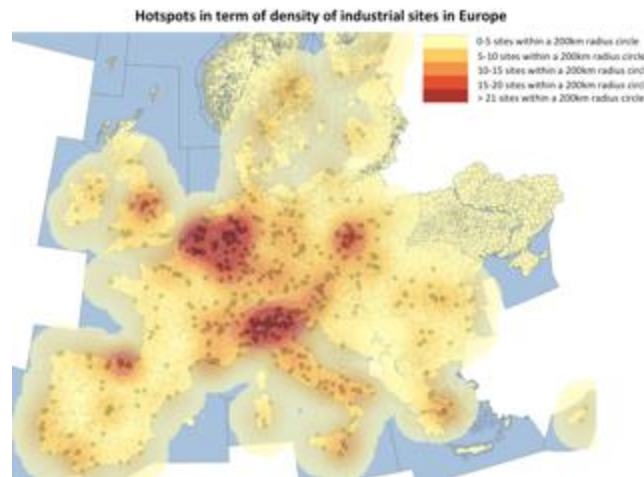 Hotspots in term of density of industrial sites in Europe
0-5 sites within a 200km radius circle
5-10 sites within a 200km radius circle
10-15 sites within a 200km radius circle
15-20 sites within a 200km radius circle
> 21 sites within a 200km radius circle